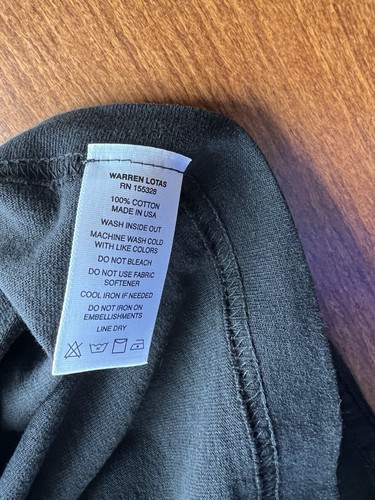 WARREN LOTAS
RN 155328
100% COTTON
MADE IN USA
WASH INSIDE OUT
MACHINE WASH COLD
WITH LIKE COLORS
DO NOT BLEACH
DO NOT USE FABRIC
SOFTENER
COOL IRON IF NEEDED
DO NOT IRON ON
EMBELLISHMENTS
LINE DRY